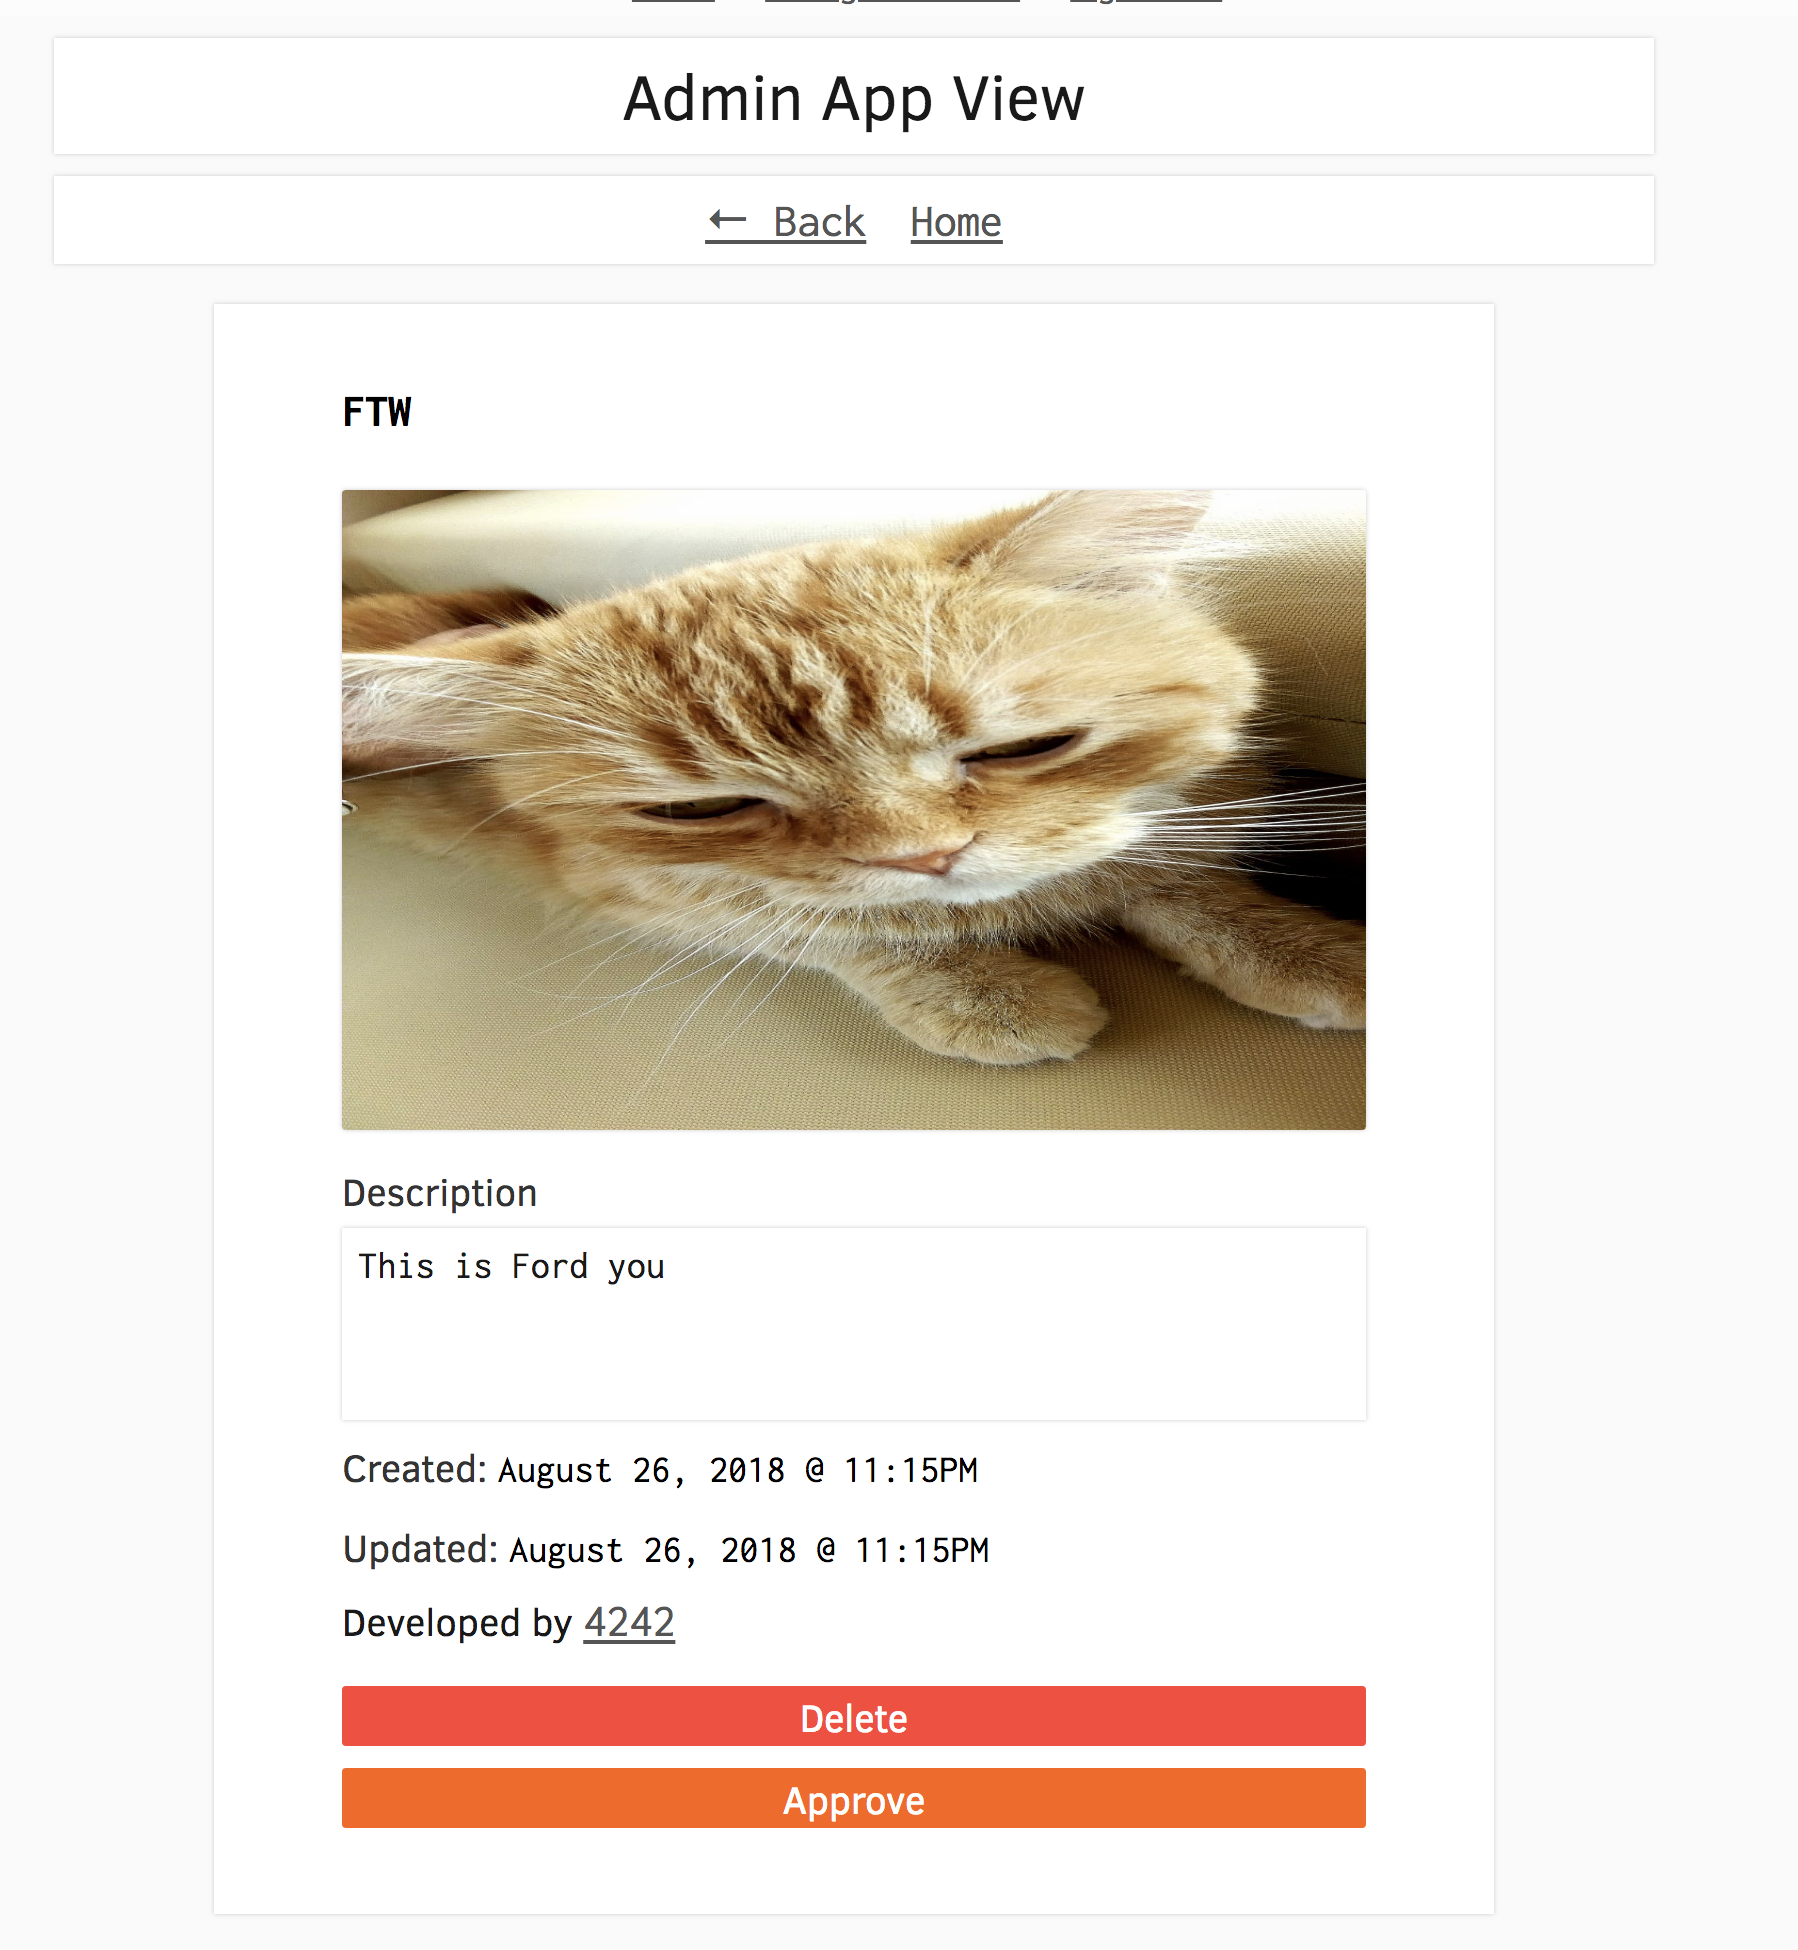 Admin App View
← Back Home
FTW
Description
This is Ford you
Created: August 26, 2018 @ 11:15PM
Updated: August 26, 2018 @ 11:15PM
Developed by 4242
Delete
Approve